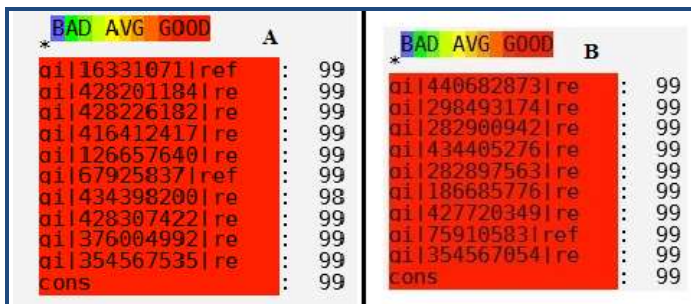 BAD AVG GOOD
A
*
gi|16331071|ref : 99
gi|428201184|re : 99
gi|428226182|re : 99
gi|416412417|re : 99
gi|126657640|re : 99
gi|67925837|ref : 99
gi|434398200|re : 98
gi|428307422|re : 99
gi|376004992|re : 99
gi|354567535|re : 99
cons : 99
BAD AVG GOOD
B
*
gi|440682873|re : 99
gi|298493174|re : 99
gi|282900942|re : 99
gi|434405276|re : 99
gi|282897563|re : 99
gi|186685776|re : 99
gi|427720349|re : 99
gi|75910583|ref : 99
gi|354567054|re : 99
cons : 99